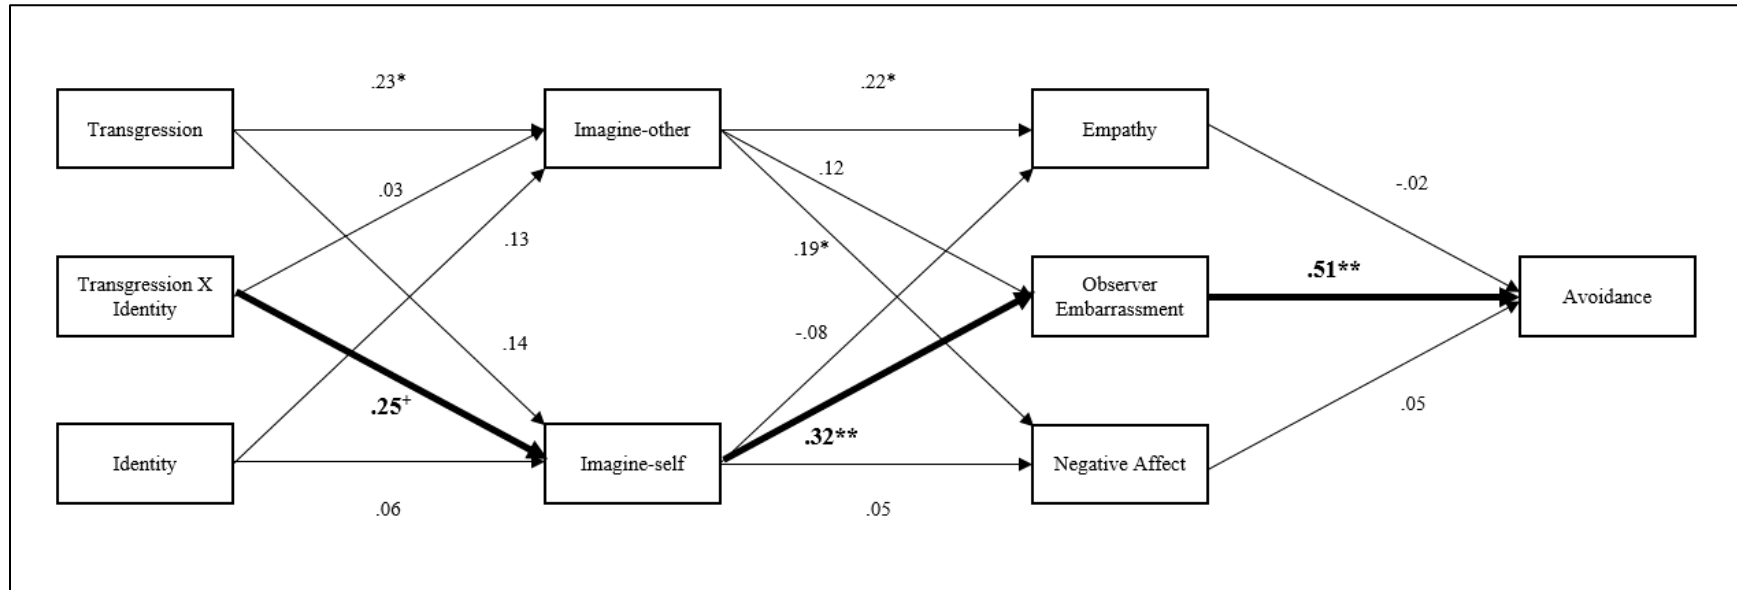 .23*
.22*
Transgression
Imagine-other
Empathy
.03
.12
-.02
.13
.19*
Transgression X
Identity
Observer
Embarrassment
.51**
Avoidance
.14
-.08
.25+
.32**
.05
Identity
Imagine-self
Negative Affect
.06
.05